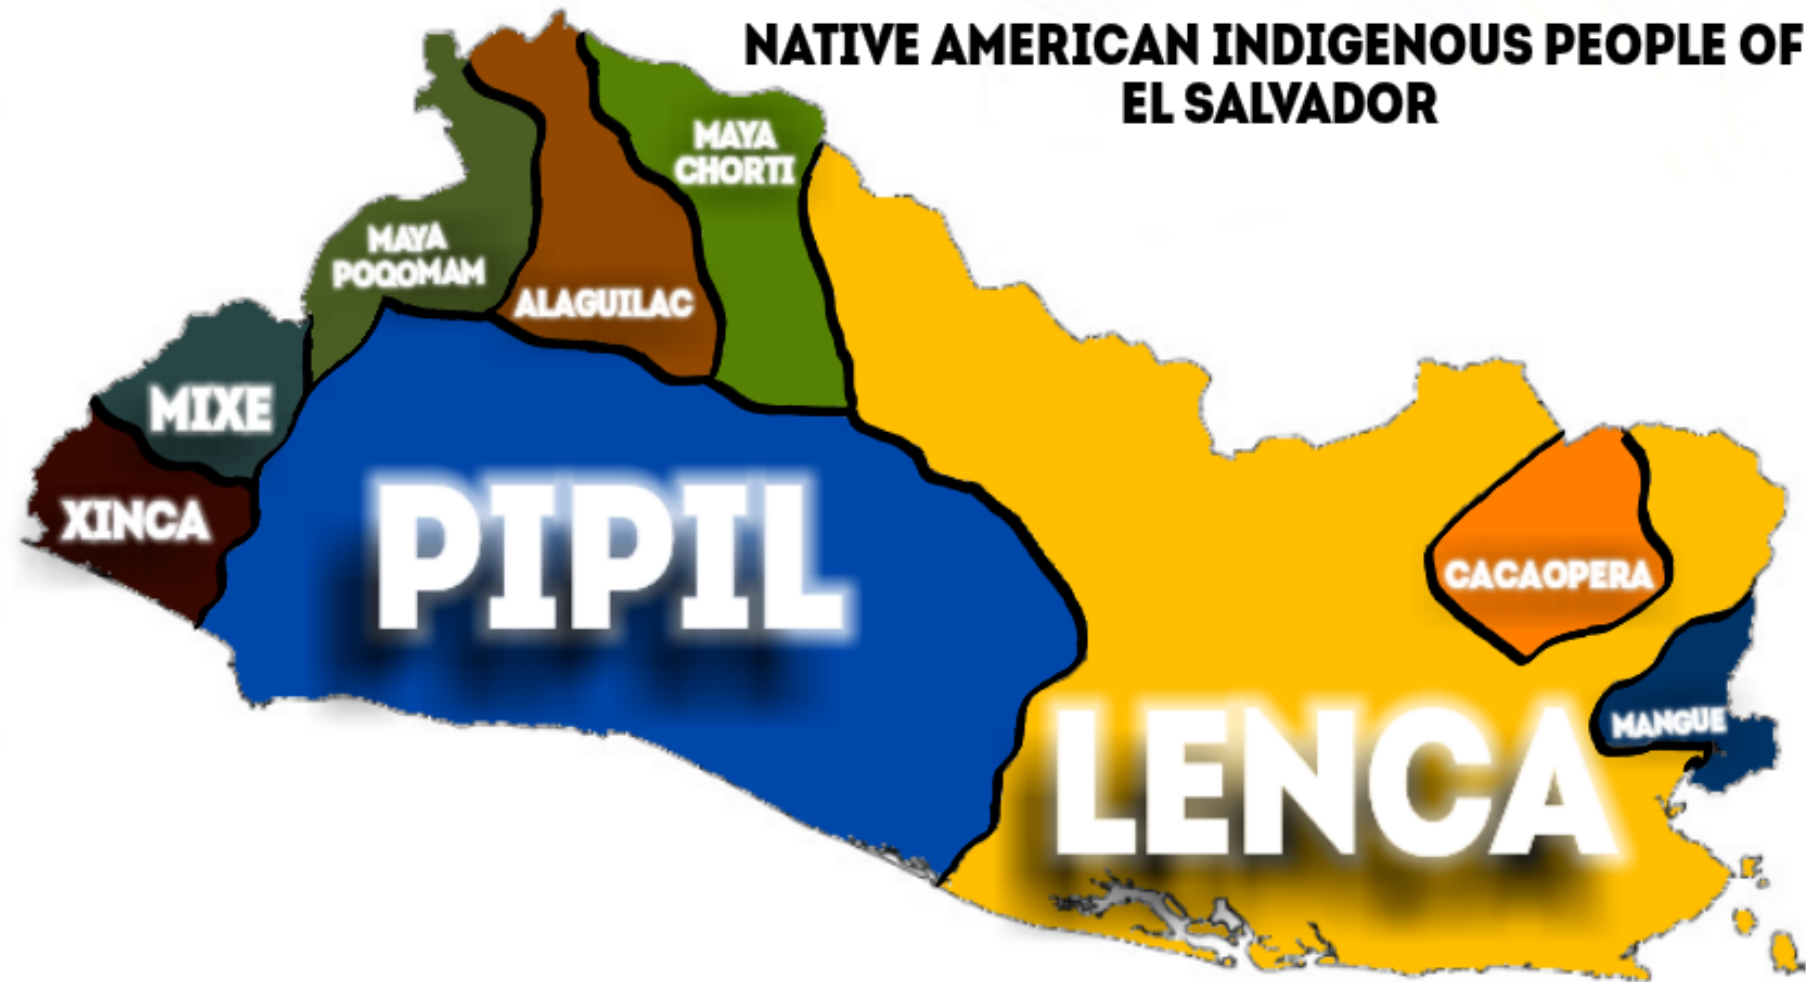 NATIVE AMERICAN INDIGENOUS PEOPLE OF
EL SALVADOR
MAYA
CHORTI
MAYA
POQOMAM
ALAGUILAC
MIXE
XINCA
PIPIL
CACAOPERA
MANGUE
LENCA